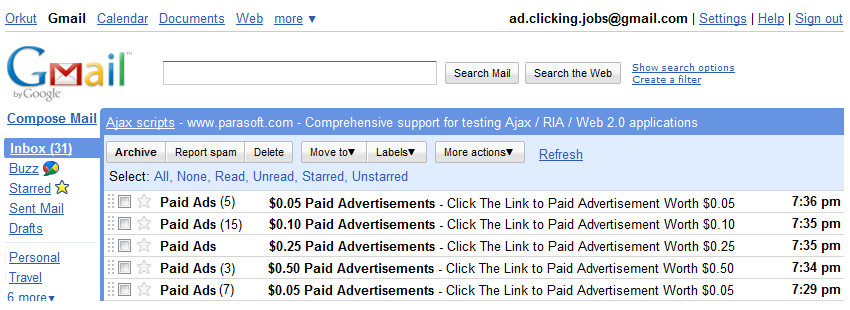 Orkut Gmail Calendar Documents Web more ▼ ad.clicking.jobs@gmail.com | Settings | Help | Sign out
Gmail™
by Google
Search Mail Search the Web Show search options
Create a filter
Compose Mail
Ajax scripts - www.parasoft.com - Comprehensive support for testing Ajax / RIA / Web 2.0 applications
Inbox (31)
Buzz
Starred
Sent Mail
Drafts
Personal
Travel
6 more▼
Archive Report spam Delete Move to▼ Labels▼ More actions▼ Refresh
Select: All, None, Read, Unread, Starred, Unstarred
Paid Ads (5) $0.05 Paid Advertisements - Click The Link to Paid Advertisement Worth $0.05 7:36 pm
Paid Ads (15) $0.10 Paid Advertisements - Click The Link to Paid Advertisement Worth $0.10 7:35 pm
Paid Ads $0.25 Paid Advertisements - Click The Link to Paid Advertisement Worth $0.25 7:35 pm
Paid Ads (3) $0.50 Paid Advertisements - Click The Link to Paid Advertisement Worth $0.50 7:34 pm
Paid Ads (7) $0.05 Paid Advertisements - Click The Link to Paid Advertisement Worth $0.05 7:29 pm